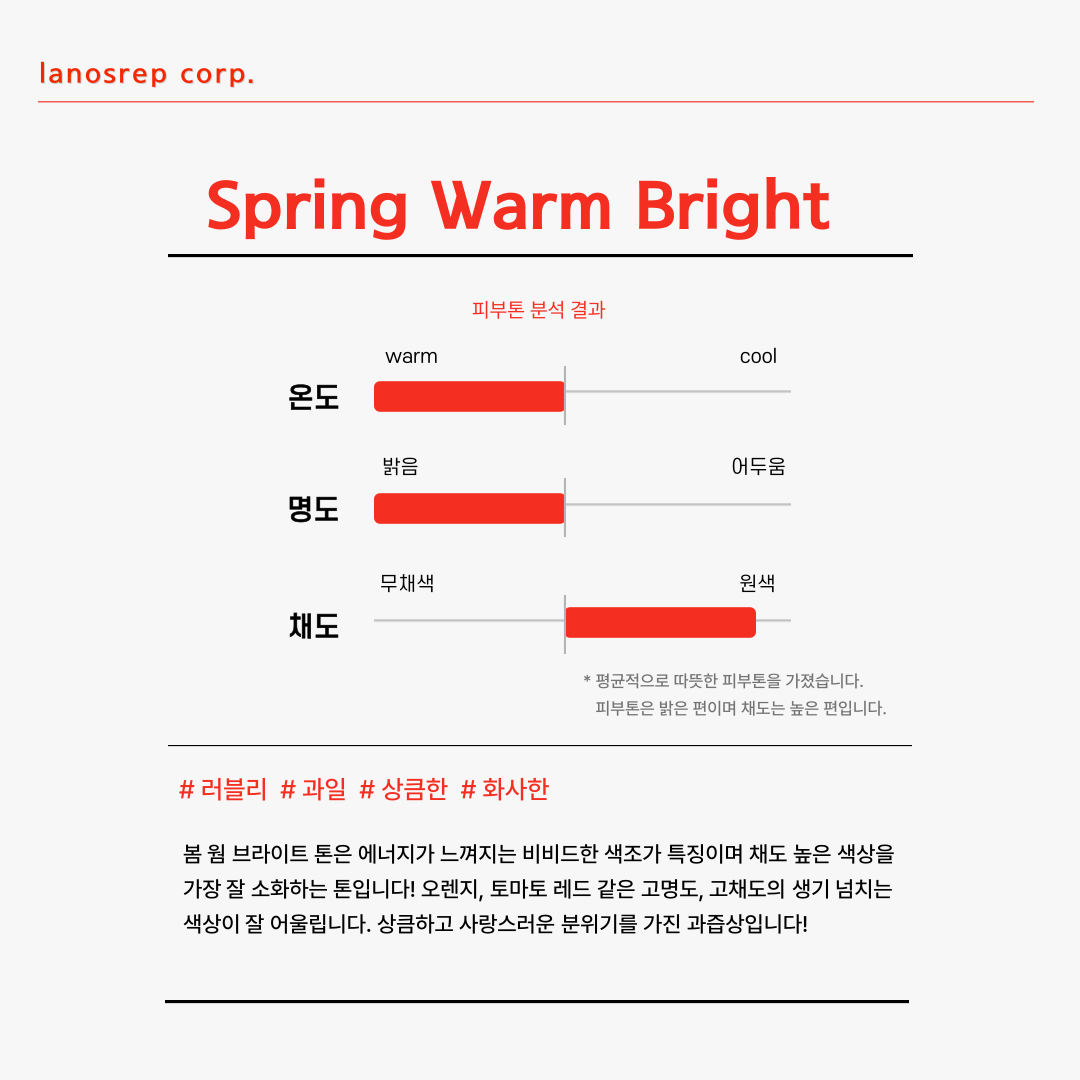 lanosrep corp.
Spring Warm Bright
피부톤 분석 결과
warm cool
온도
밝음 어두움
명도
무채색 원색
채도
* 평균적으로 따뜻한 피부톤을 가졌습니다.
피부톤은 밝은 편이며 채도는 높은 편입니다.
# 러블리 # 과일 # 상큼한 # 화사한
봄 웜 브라이트 톤은 에너지가 느껴지는 비비드한 색조가 특징이며 채도 높은 색상을
가장 잘 소화하는 톤입니다! 오렌지, 토마토 레드 같은 고명도, 고채도의 생기 넘치는
색상이 잘 어울립니다. 상큼하고 사랑스러운 분위기를 가진 과즙상입니다!